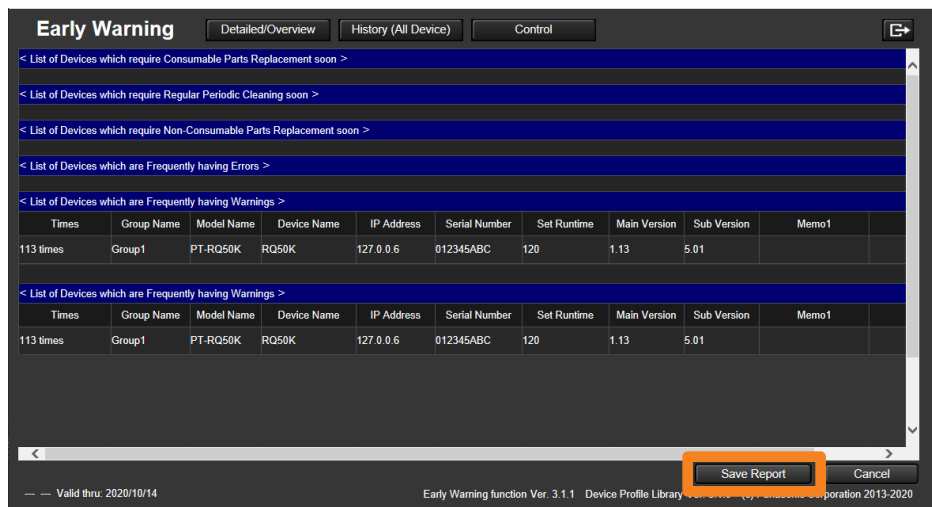 Early Warning Detailed/Overview History (All Device) Control
< List of Devices which require Consumable Parts Replacement soon >
< List of Devices which require Regular Periodic Cleaning soon >
< List of Devices which require Non-Consumable Parts Replacement soon >
< List of Devices which are Frequently having Errors >
< List of Devices which are Frequently having Warnings >
Times Group Name Model Name Device Name IP Address Serial Number Set Runtime Main Version Sub Version Memo1
113 times Group1 PT-RQ50K RQ50K 127.0.0.6 012345ABC 120 1.13 5.01
< List of Devices which are Frequently having Warnings >
Times Group Name Model Name Device Name IP Address Serial Number Set Runtime Main Version Sub Version Memo1
113 times Group1 PT-RQ50K RQ50K 127.0.0.6 012345ABC 120 1.13 5.01
Save Report Cancel
--- --- Valid thru: 2020/10/14 Early Warning function Ver. 3.1.1 Device Profile Library 2013-2020